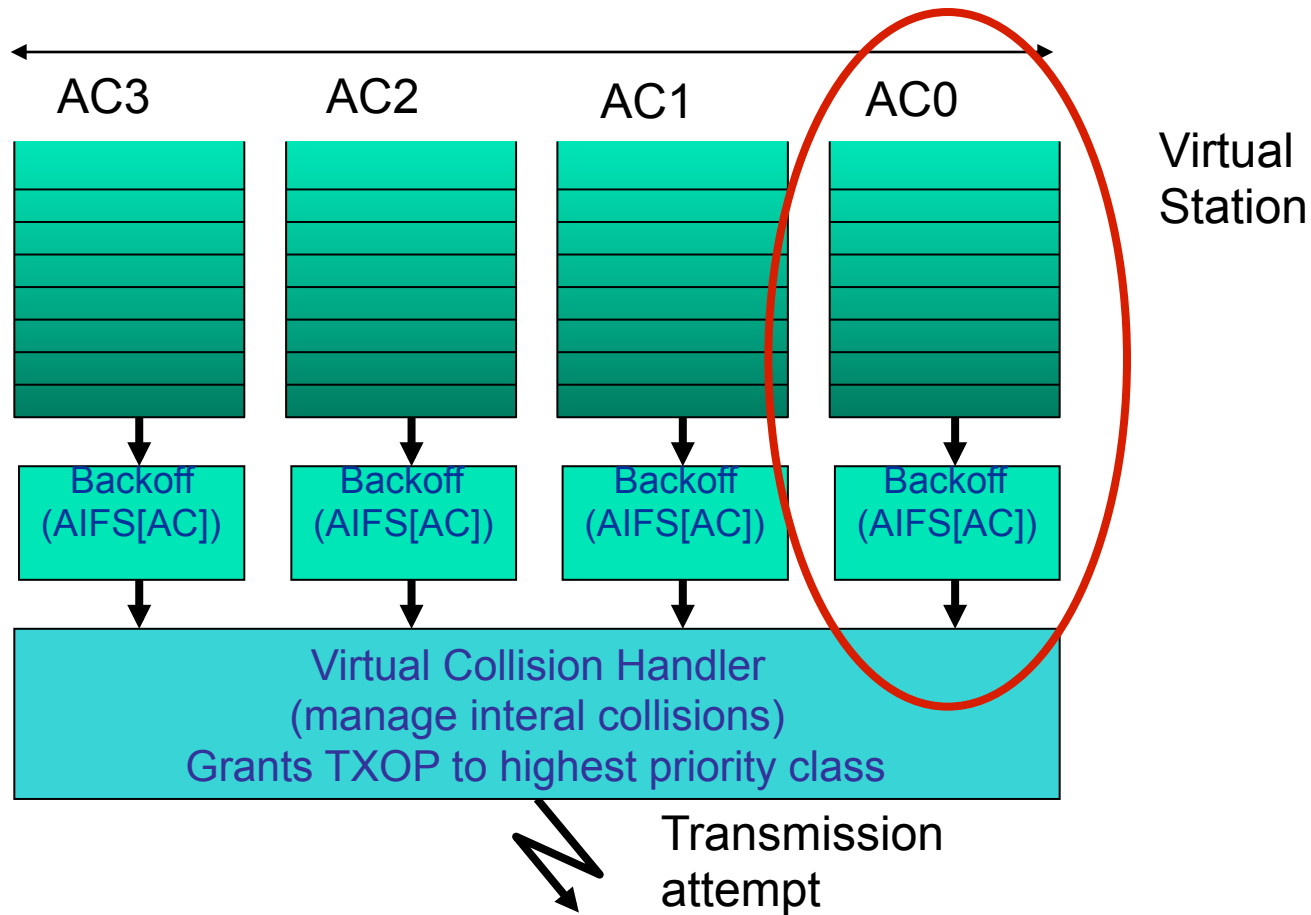 AC3
AC2
AC1
AC0
Virtual
Station
Backoff
(AIFS[AC])
Backoff
(AIFS[AC])
Backoff
(AIFS[AC])
Backoff
(AIFS[AC])
Virtual Collision Handler
(manage interal collisions)
Grants TXOP to highest priority class
Transmission
attempt